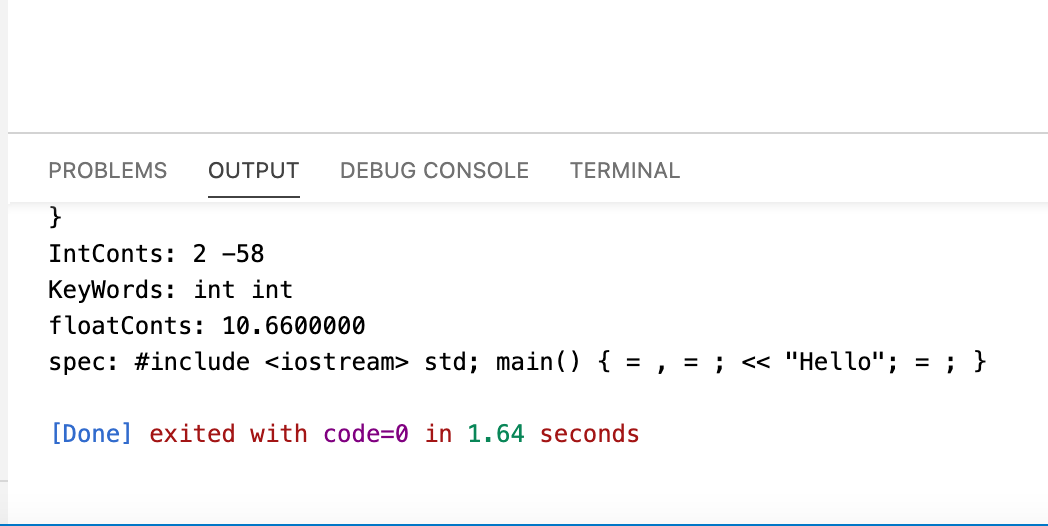 PROBLEMS OUTPUT DEBUG CONSOLE TERMINAL
}
IntConts: 2 -58
KeyWords: int int
floatConts: 10.6600000
spec: #include <iostream> std; main() { = , = ; << "Hello"; = ; }
[Done] exited with code=0 in 1.64 seconds